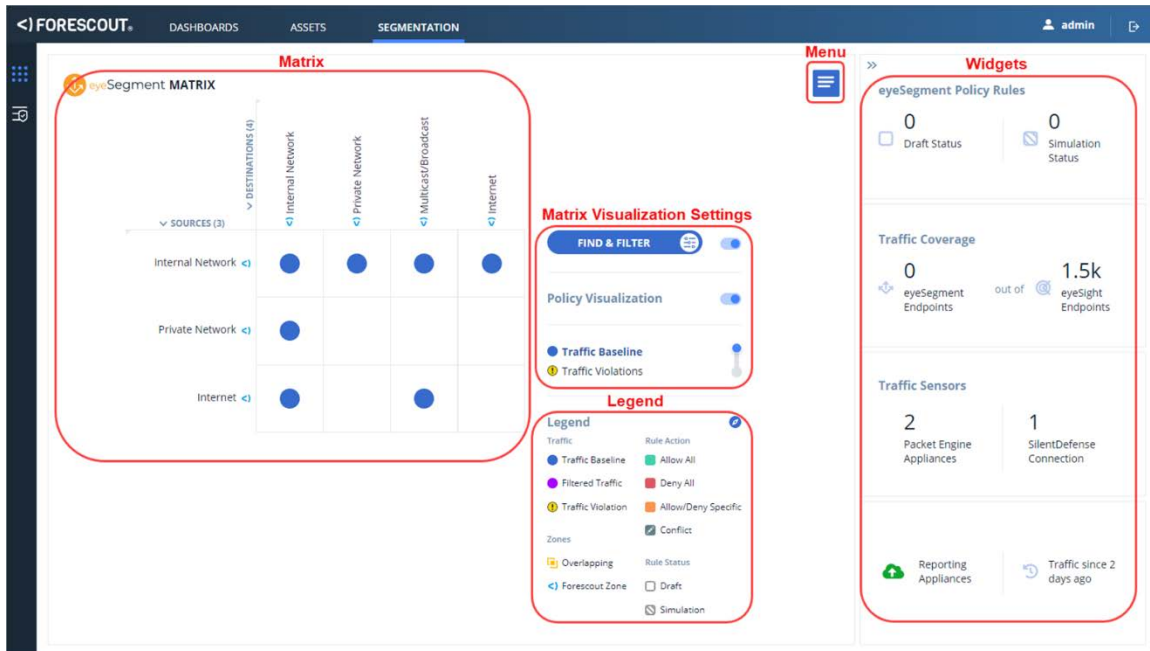 <) FORESCOUT.
DASHBOARDS
ASSETS
SEGMENTATION
admin
Matrix
eyeSegment MATRIX
DESTINATIONS (4)
Internal Network
Private Network
Multicast/Broadcast
Internet
SOURCES (3)
Internal Network
Private Network
Internet
Menu
Matrix Visualization Settings
FIND & FILTER
Policy Visualization
Traffic Baseline
Traffic Violations
Legend
Legend
Traffic
Traffic Baseline
Filtered Traffic
Traffic Violation
Zones
Overlapping
Forescout Zone
Rule Action
Allow All
Deny All
Allow/Deny Specific
Conflict
Rule Status
Draft
Simulation
Widgets
eyeSegment Policy Rules
0
Draft Status
0
Simulation
Status
Traffic Coverage
0
eyeSegment
Endpoints
out of
1.5k
eyeSight
Endpoints
Traffic Sensors
2
Packet Engine
Appliances
1
SilentDefense
Connection
Reporting
Appliances
Traffic since 2
days ago